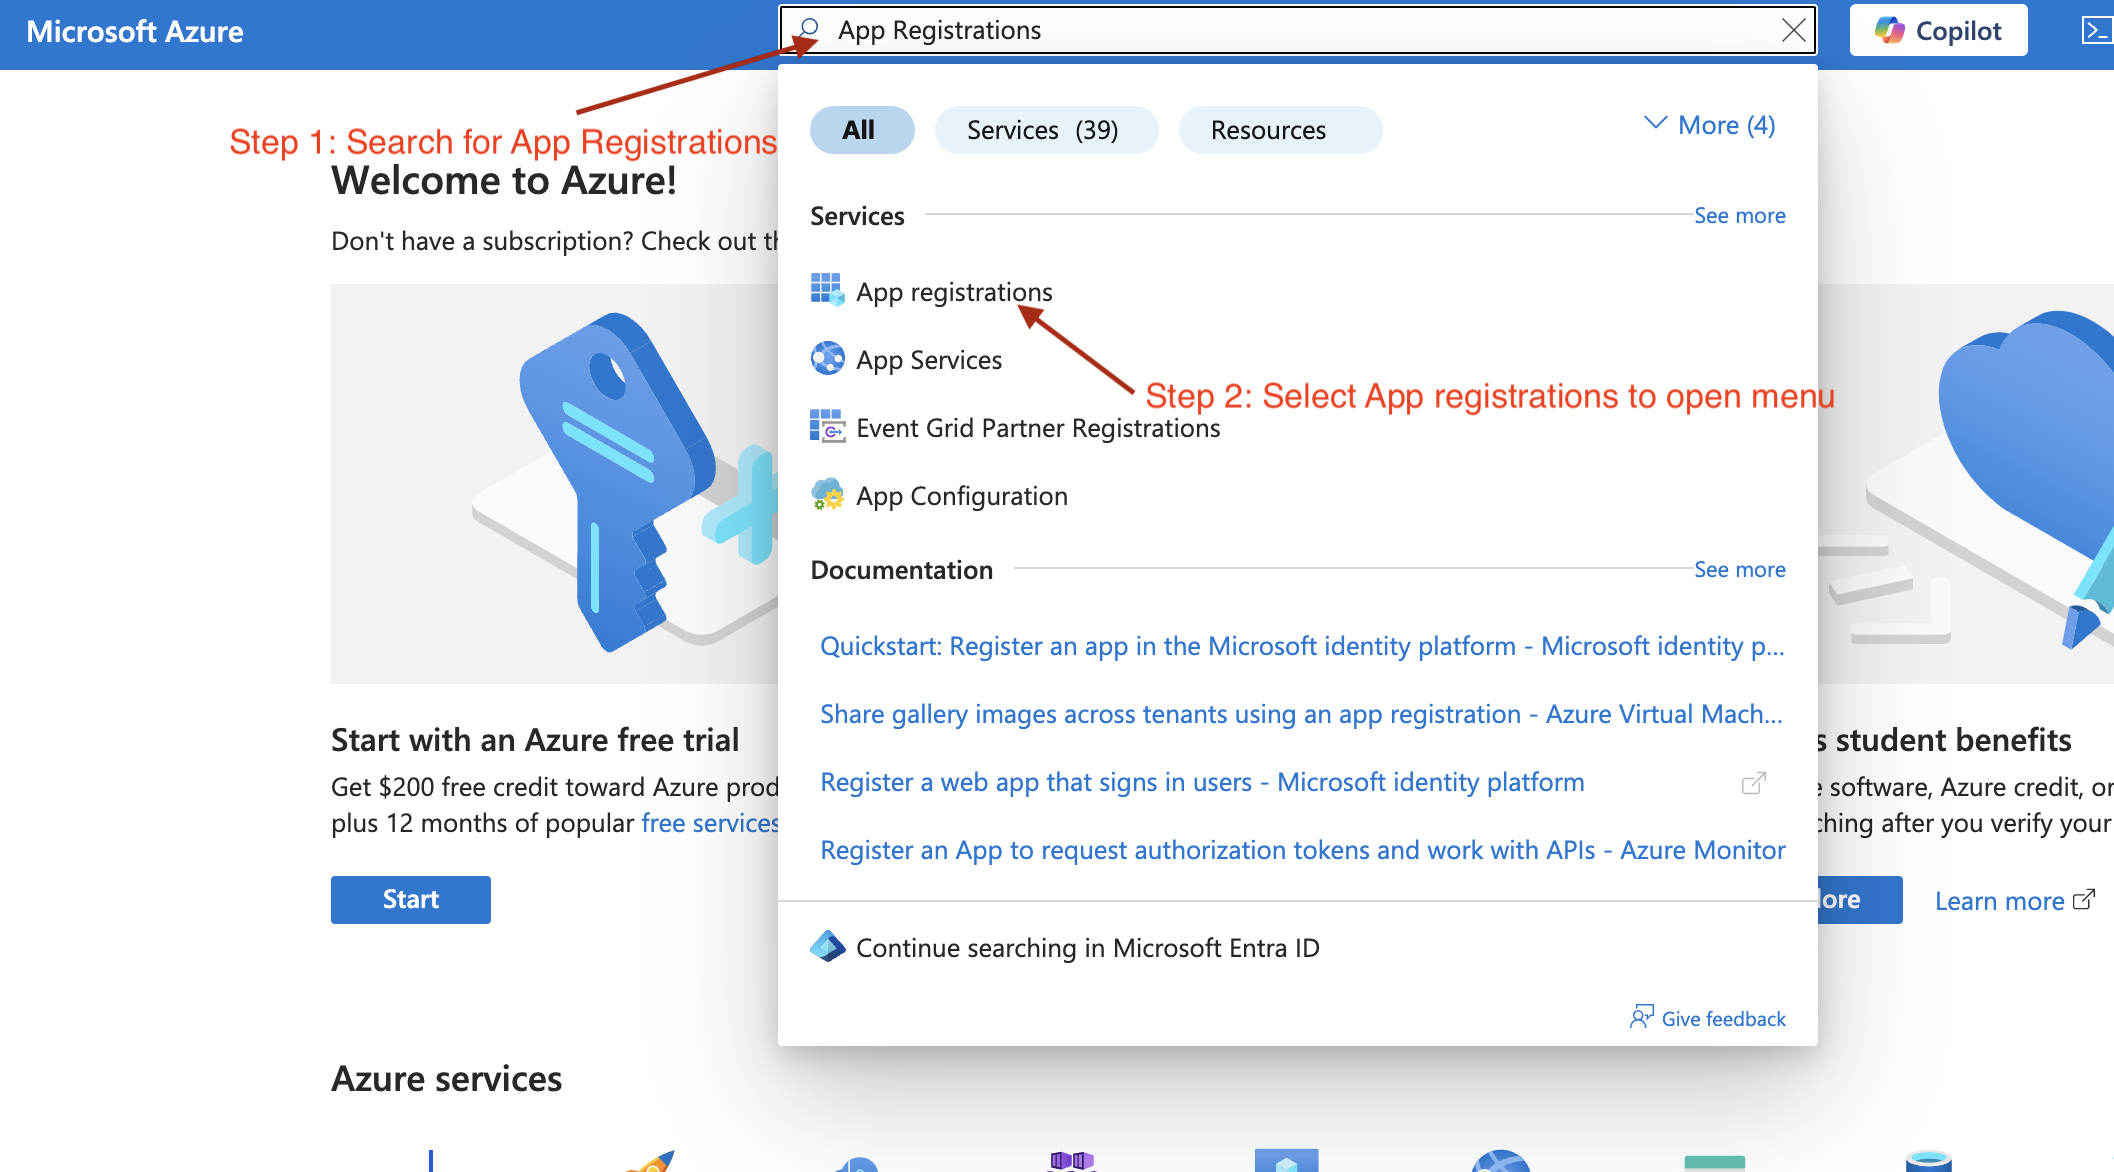 Microsoft Azure
App Registrations
Copilot
Step 1: Search for App Registrations
All
Services (39)
Resources
More (4)
Welcome to Azure!
Don't have a subscription? Check out
Services
See more
App registrations
App Services
Step 2: Select App registrations to open menu
Event Grid Partner Registrations
App Configuration
Documentation
See more
Quickstart: Register an app in the Microsoft identity platform - Microsoft identity p...
Share gallery images across tenants using an app registration - Azure Virtual Mach...
Register a web app that signs in users - Microsoft identity platform
Register an App to request authorization tokens and work with APIs - Azure Monitor
Start with an Azure free trial
Get $200 free credit toward Azure prod
plus 12 months of popular free services
Start
s student benefits
software, Azure credit, or
ching after you verify your
ore
Learn more
Continue searching in Microsoft Entra ID
Give feedback
Azure services